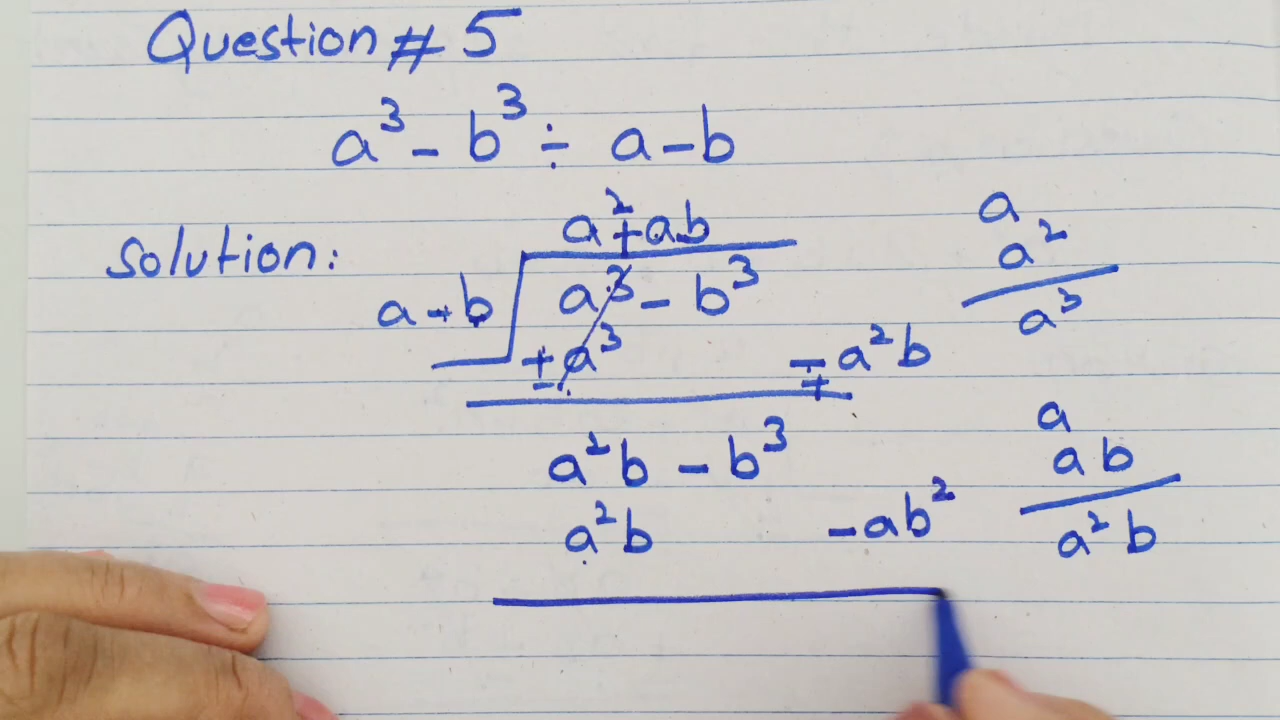 Question # 5
a³ - b³ ÷ a - b
Solution:
a² + ab
a - b
a³ - b³
± a³ ∓ a²b
a²b - b³
a²b - ab²
a
a²
a³
a
ab
a²b